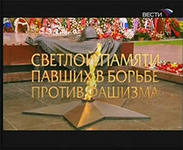 ВЕСТИ
СВЕТЛОЙ ПАМЯТИ
ПАВШИХ В БОРЬБЕ
ПРОТИВ ФАШИЗМА